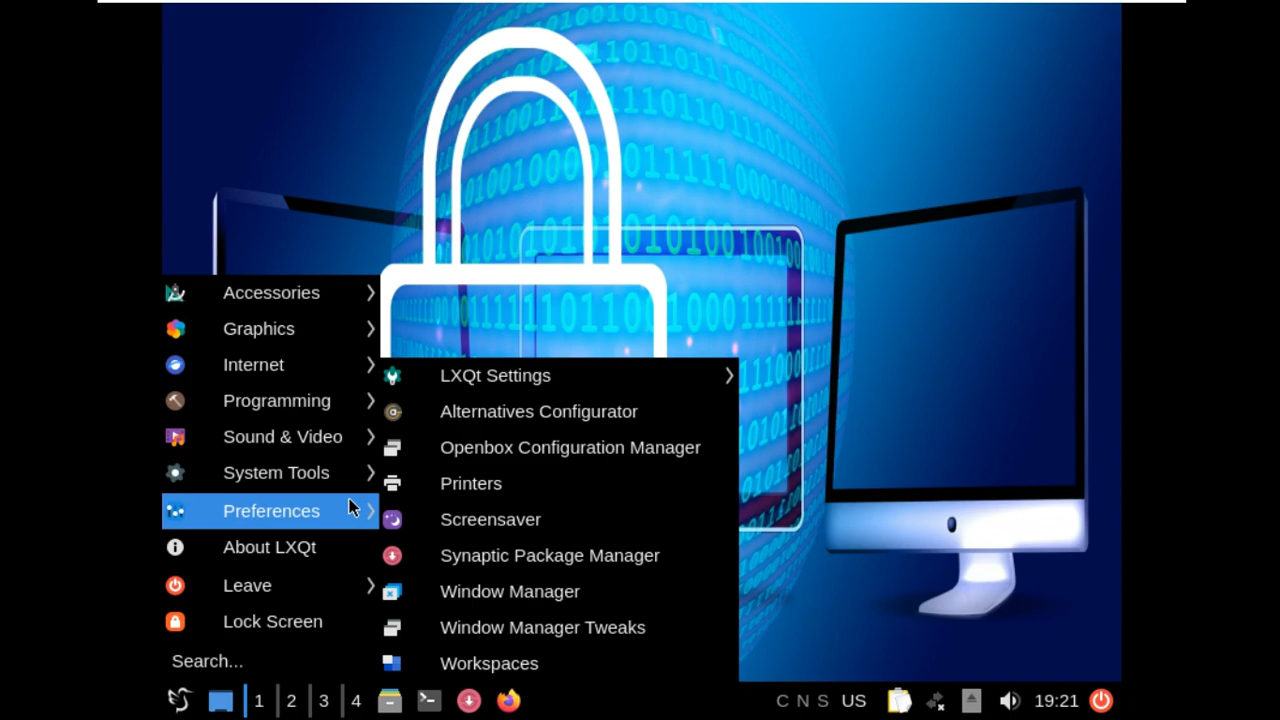 Accessories
Graphics
Internet
Programming
Sound & Video
System Tools
Preferences
About LXQt
Leave
Lock Screen
Search...
LXQt Settings
Alternatives Configurator
Openbox Configuration Manager
Printers
Screensaver
Synaptic Package Manager
Window Manager
Window Manager Tweaks
Workspaces
1 2 3 4 C N S US 19:21